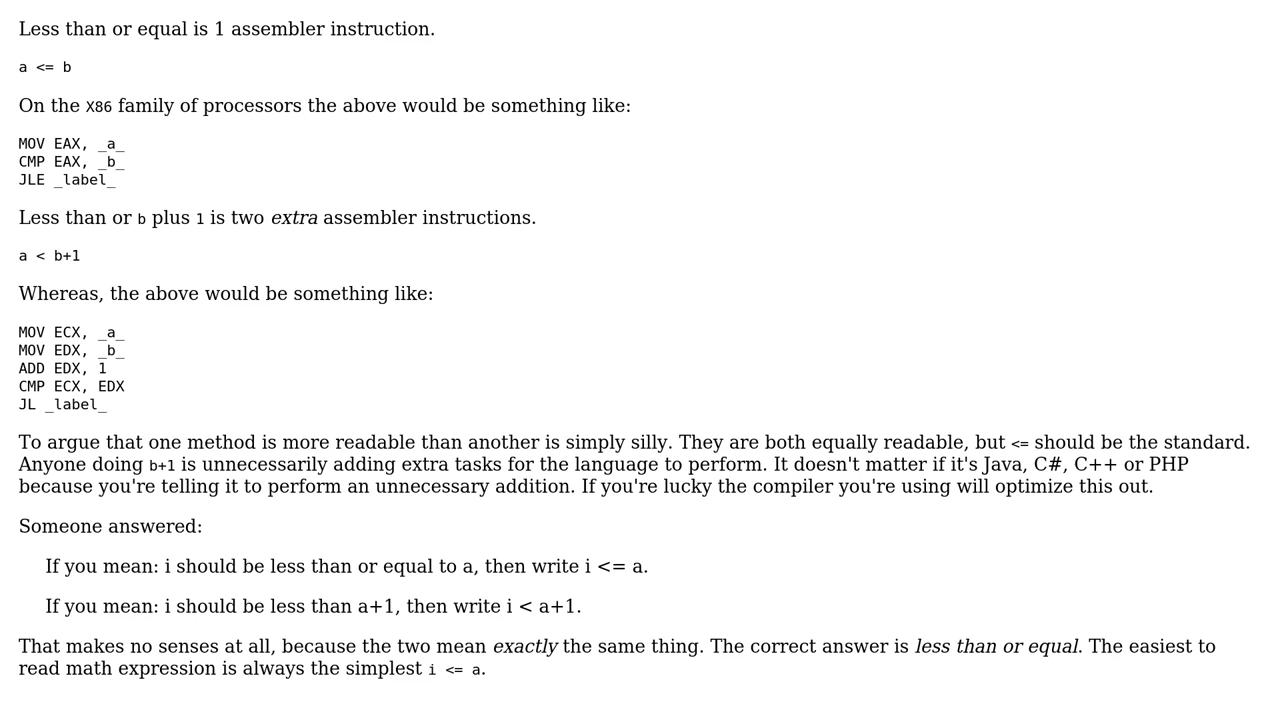 Less than or equal is 1 assembler instruction.
a <= b
On the X86 family of processors the above would be something like:
MOV EAX, _a_
CMP EAX, _b_
JLE _label_
Less than or b plus 1 is two extra assembler instructions.
a < b+1
Whereas, the above would be something like:
MOV ECX, _a_
MOV EDX, _b_
ADD EDX, 1
CMP ECX, EDX
JL _label_
To argue that one method is more readable than another is simply silly. They are both equally readable, but <= should be the standard.
Anyone doing b+1 is unnecessarily adding extra tasks for the language to perform. It doesn't matter if it's Java, C#, C++ or PHP
because you're telling it to perform an unnecessary addition. If you're lucky the compiler you're using will optimize this out.
Someone answered:
If you mean: i should be less than or equal to a, then write i <= a.
If you mean: i should be less than a+1, then write i < a+1.
That makes no senses at all, because the two mean exactly the same thing. The correct answer is less than or equal. The easiest to
read math expression is always the simplest i <= a.